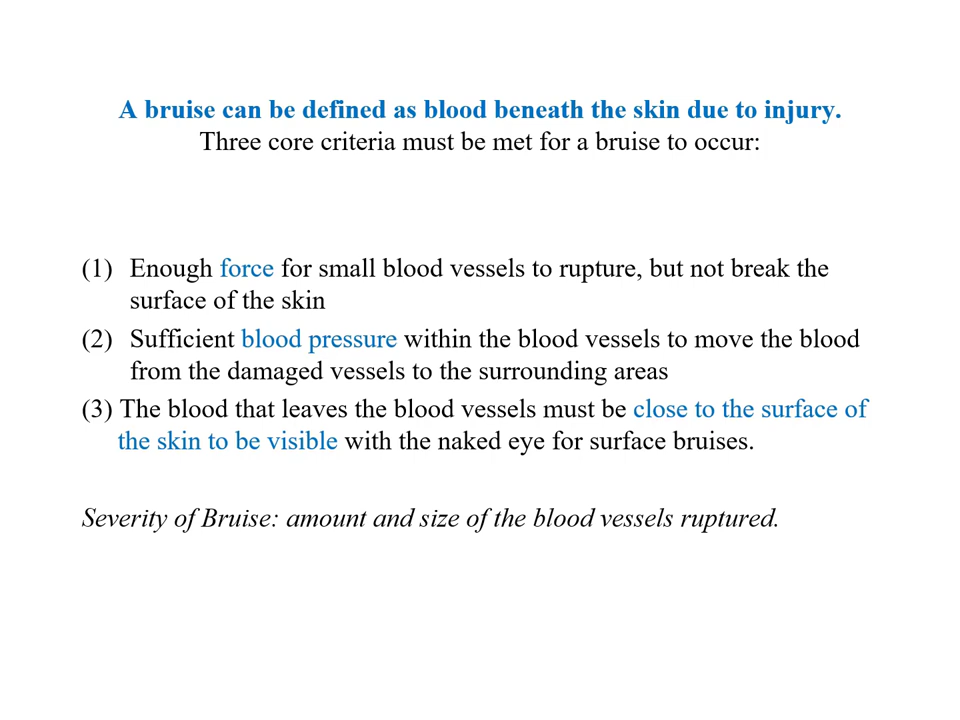 A bruise can be defined as blood beneath the skin due to injury.
Three core criteria must be met for a bruise to occur:
(1) Enough force for small blood vessels to rupture, but not break the
surface of the skin
(2) Sufficient blood pressure within the blood vessels to move the blood
from the damaged vessels to the surrounding areas
(3) The blood that leaves the blood vessels must be close to the surface of
the skin to be visible with the naked eye for surface bruises.
Severity of Bruise: amount and size of the blood vessels ruptured.